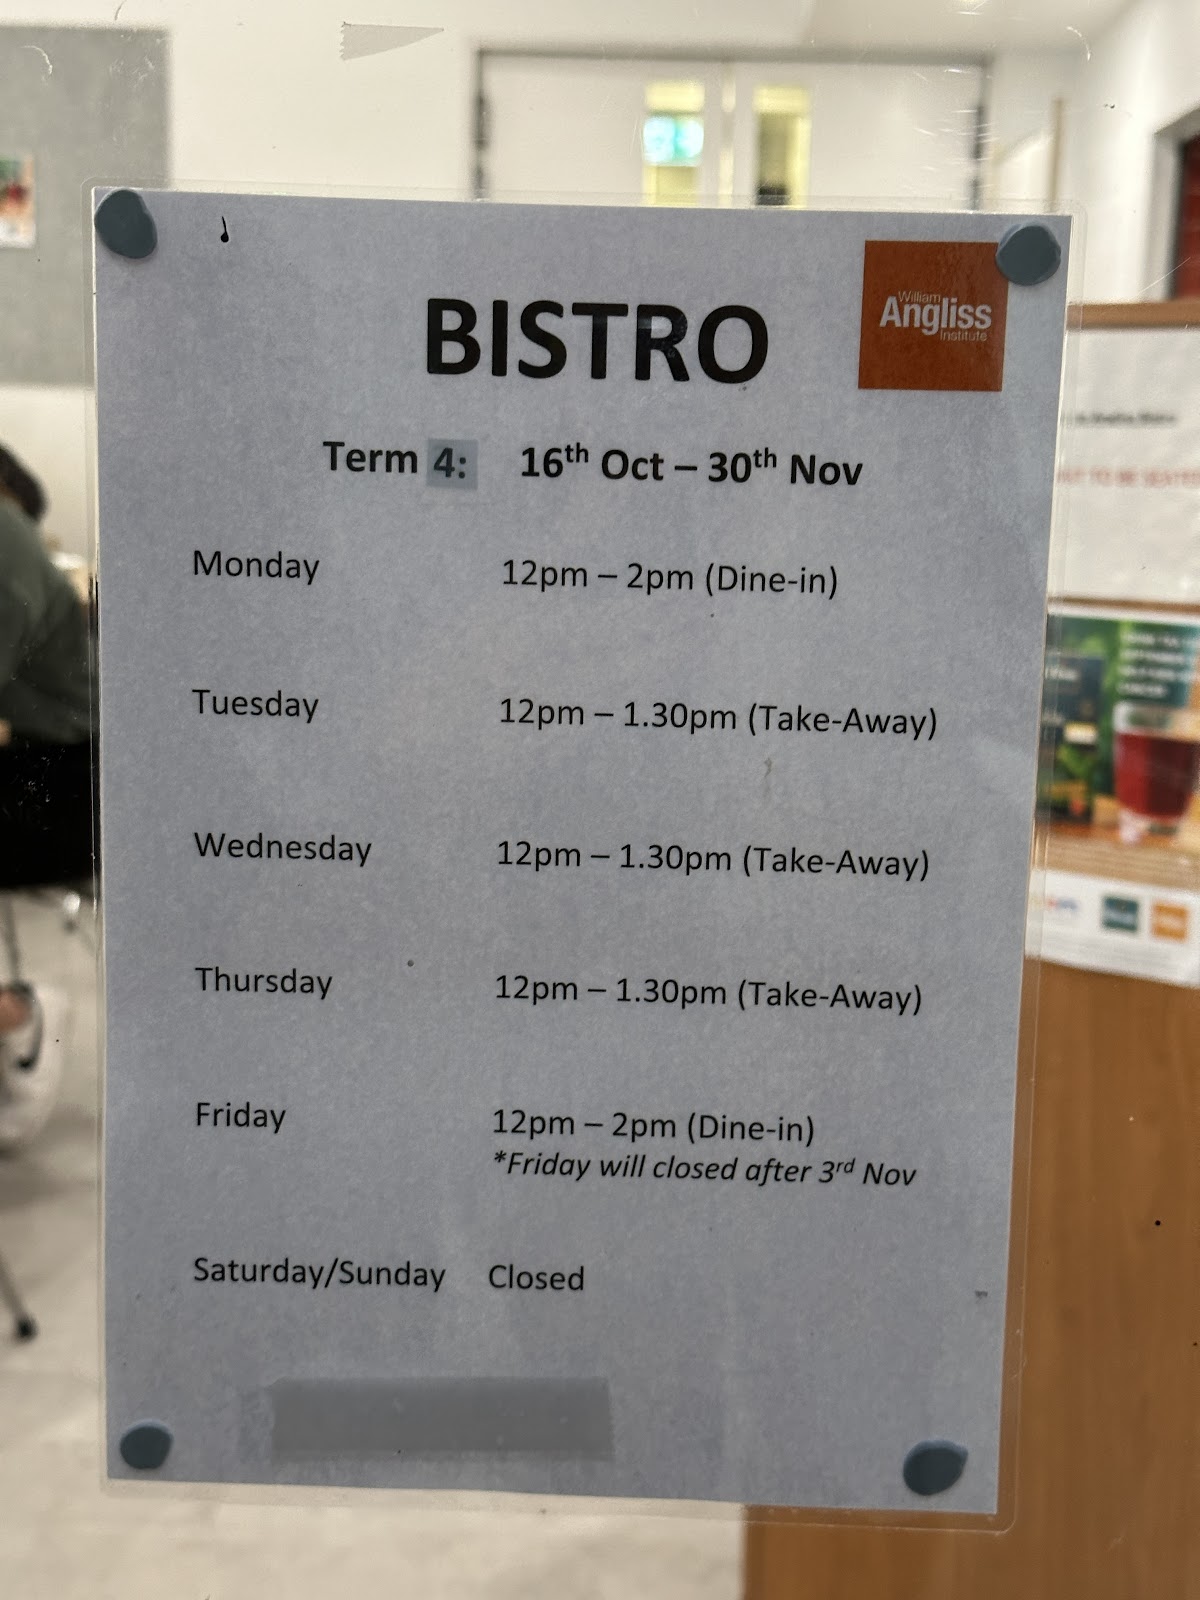 BISTRO
William
Angliss
Institute
Term 4: 16th Oct – 30th Nov
Monday 12pm – 2pm (Dine-in)
Tuesday 12pm – 1.30pm (Take-Away)
Wednesday 12pm – 1.30pm (Take-Away)
Thursday 12pm – 1.30pm (Take-Away)
Friday 12pm – 2pm (Dine-in)
*Friday will closed after 3rd Nov
Saturday/Sunday Closed
TO BE